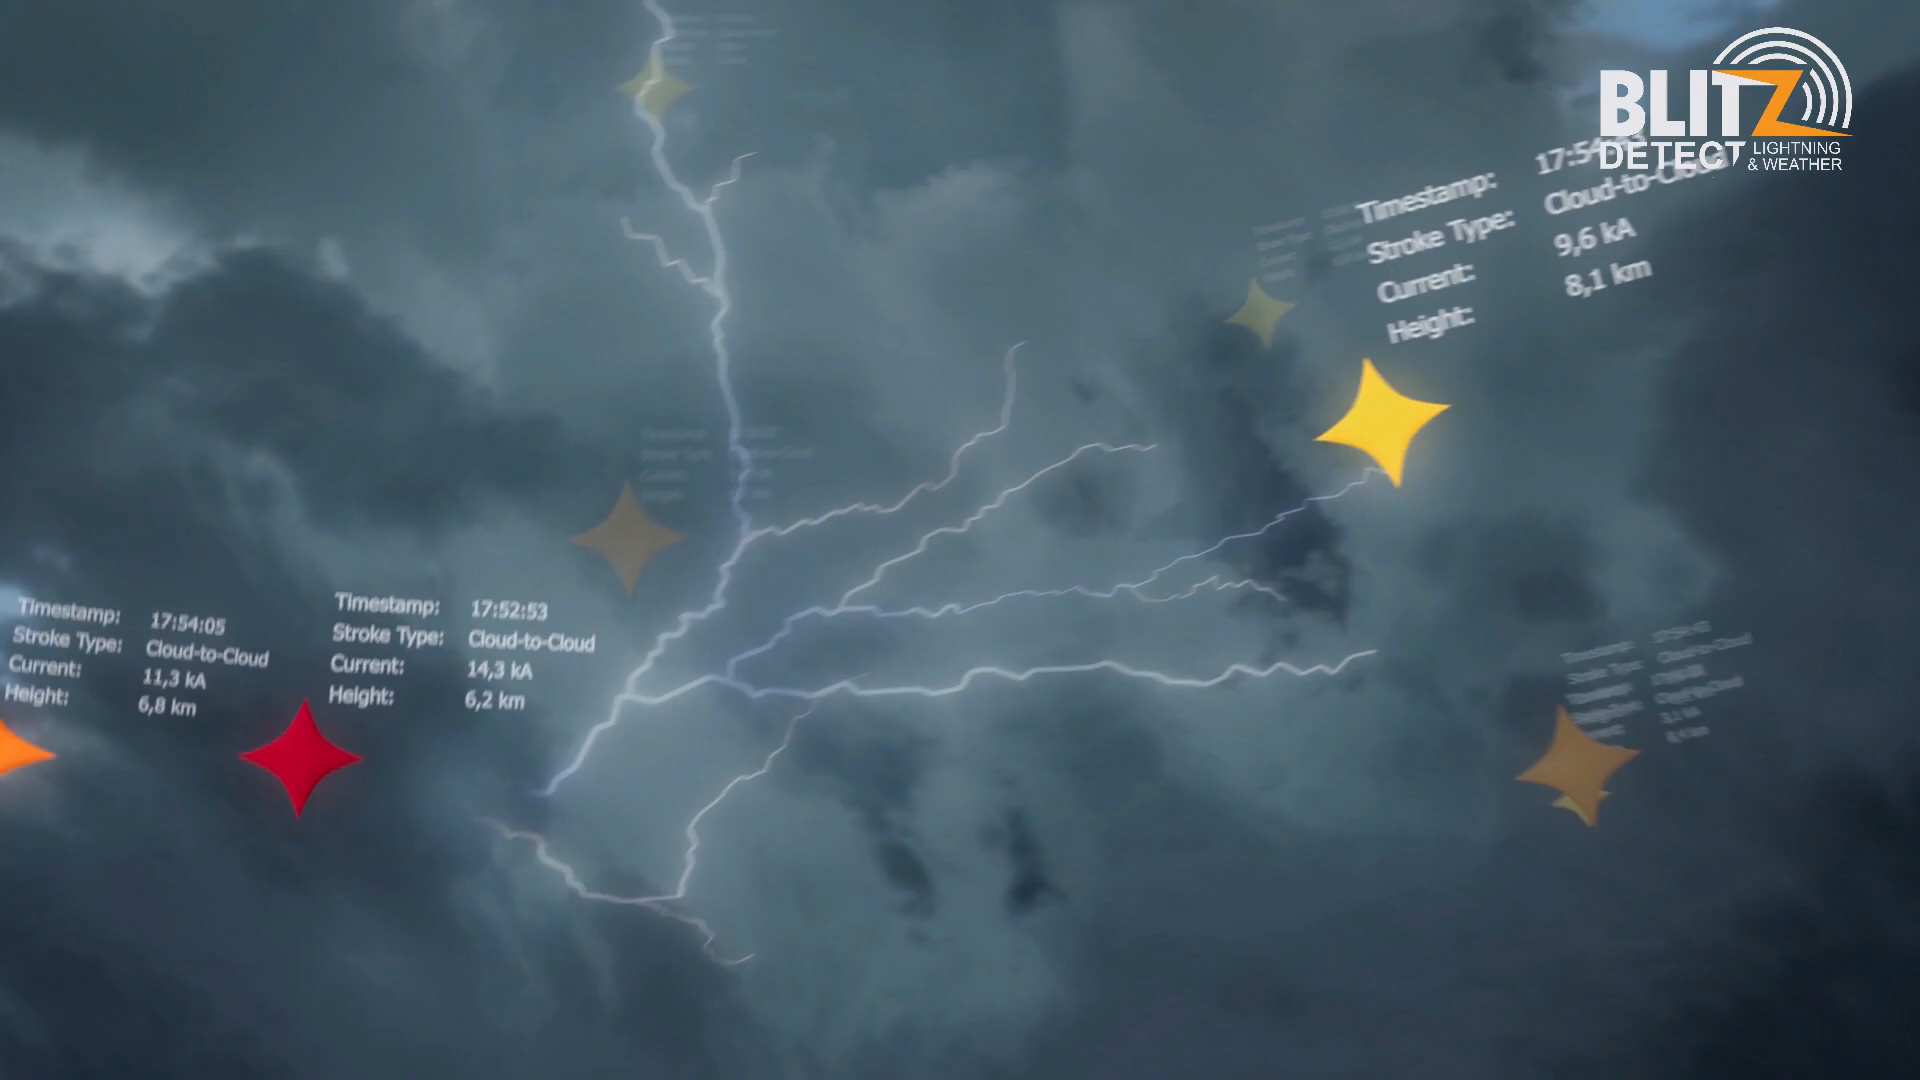 BLITZ
DETECT LIGHTNING
& WEATHER
Timestamp:
Stroke Type: Cloud-to-Cloud
Current: 9,6 kA
Height: 8,1 km
Timestamp: 17:54:05
Stroke Type: Cloud-to-Cloud
Current: 11,3 kA
Height: 6,8 km
Timestamp: 17:52:53
Stroke Type: Cloud-to-Cloud
Current: 14,3 kA
Height: 6,2 km